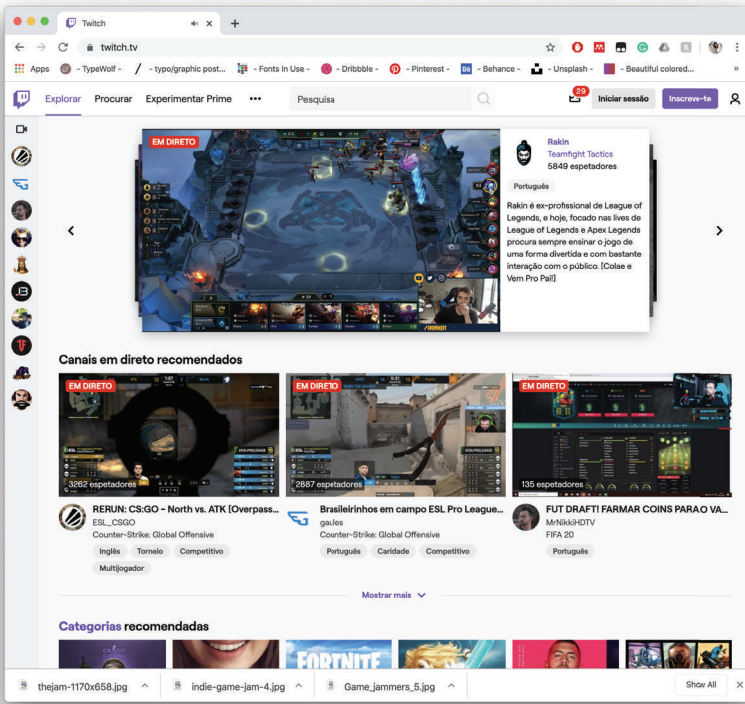 Twitch
twitch.tv
Apps - TypeWolf - - typo/graphic post... - Fonts In Use - - Dribbble - - Pinterest - - Behance - - Unsplash - - Beautiful colored... »
Explorar Procurar Experimentar Prime ••• Pesquisa 29 Iniciar sessão Inscreve-te
EM DIRETO
Rakin
Teamfight Tactics
5849 espetadores
Português
Rakin é ex-profissional de League of
Legends, e hoje, focado nas lives de
League of Legends e Apex Legends
procura sempre ensinar o jogo de
uma forma divertida e com bastante
interação com o público. [Colae e
Vem Pro Pai!]
Canais em direto recomendados
EM DIRETO
3262 espetadores
RERUN: CS:GO - North vs. ATK [Overpass...
ESL_CSGO
Counter-Strike: Global Offensive
Inglês Torneio Competitivo
Multijogador
EM DIRETO
2887 espetadores
Brasileirinhos em campo ESL Pro League...
gaules
Counter-Strike: Global Offensive
Português Caridade Competitivo
EM DIRETO
135 espetadores
FUT DRAFT! FARMAR COINS PARA O VA...
MrNikkiHDTV
FIFA 20
Português
Mostrar mais
Categorias recomendadas
FORTNITE
thejam-1170x658.jpg indie-game-jam-4.jpg Game_jammers_5.jpg Show All